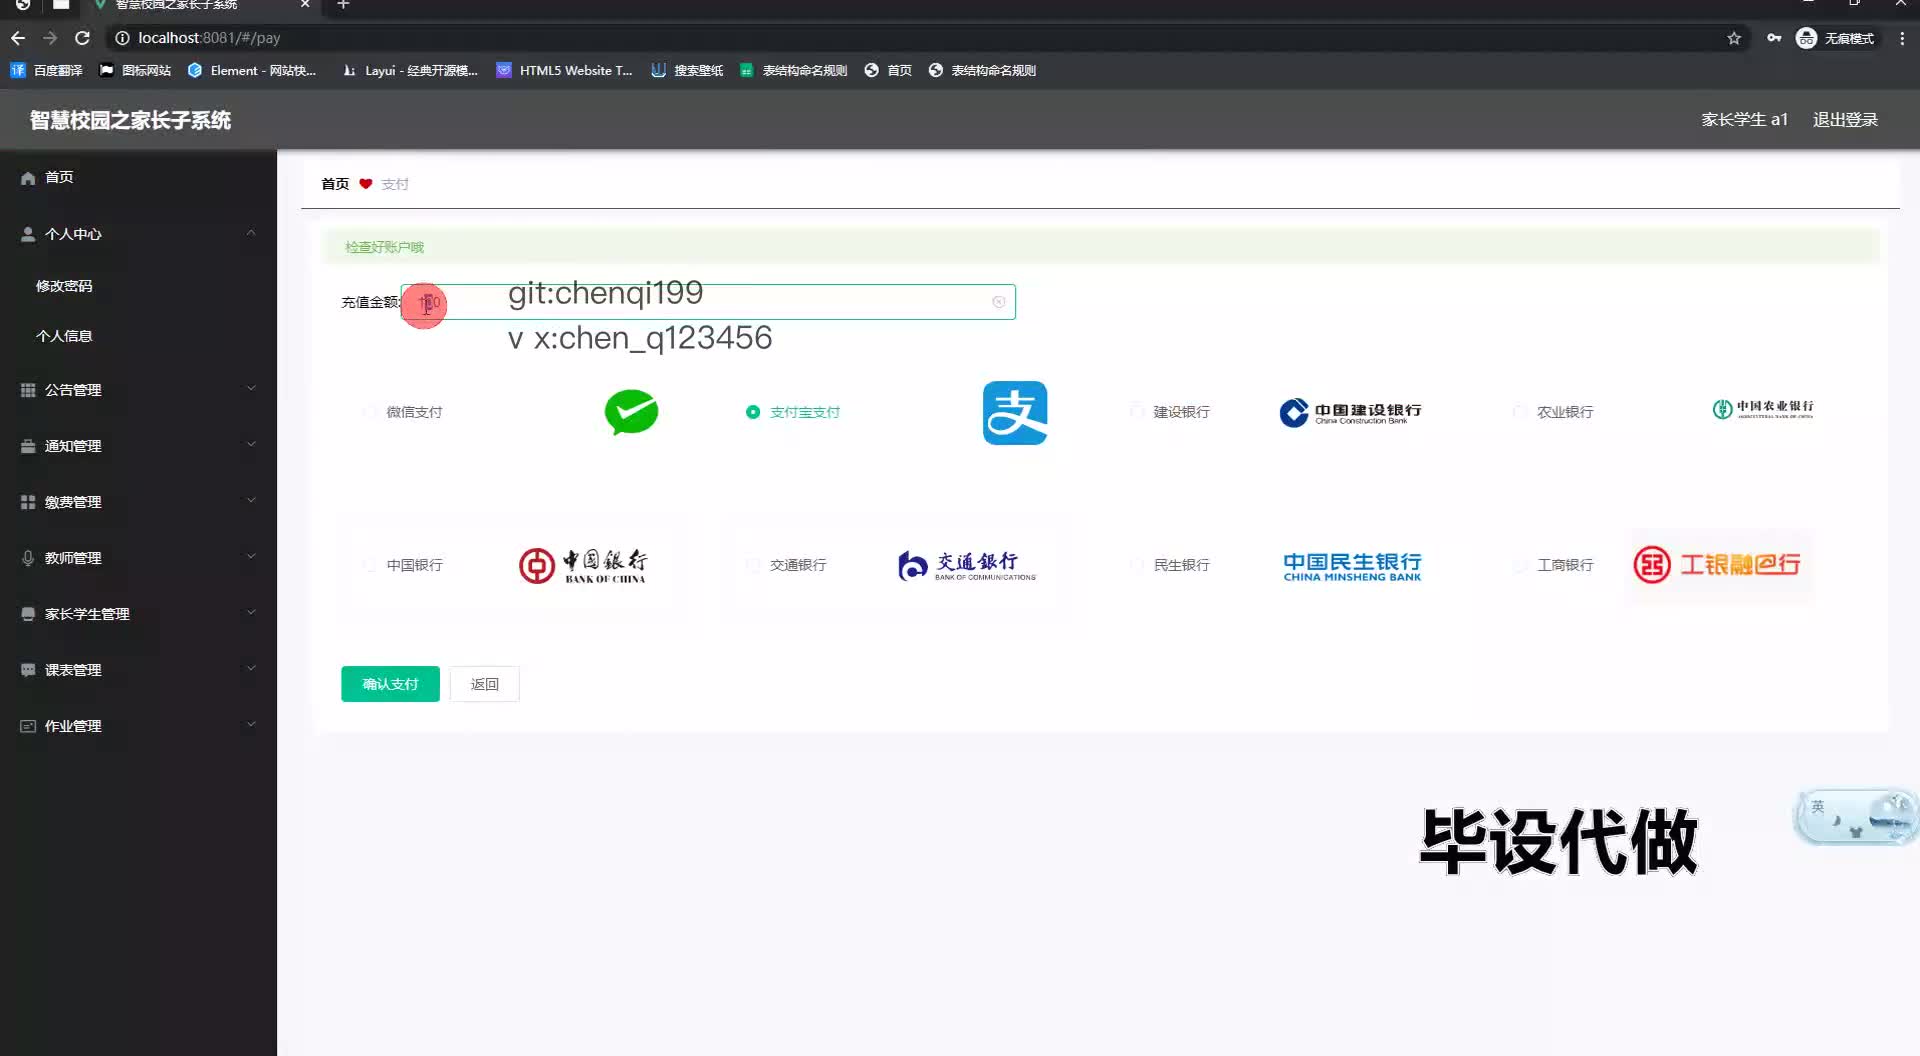 智慧校园之家长子系统
localhost:8081/#/pay
无痕模式
百度翻译
图标网站
Element - 网站快...
Layui - 经典开源模...
HTML5 Website T...
搜索壁纸
表结构命名规则
首页
表结构命名规则
智慧校园之家长子系统
家长学生 a1
退出登录
首页
个人中心
修改密码
个人信息
公告管理
通知管理
缴费管理
教师管理
家长学生管理
课表管理
作业管理
首页
支付
检查好账户哦
充值金额:
git:chenqi199
v x:chen_q123456
微信支付
支
支付宝支付
建设银行
中国建设银行
China Construction Bank
农业银行
中国农业银行
AGRICULTURAL BANK OF CHINA
中国银行
中国银行
BANK OF CHINA
交通银行
交通銀行
BANK OF COMMUNICATIONS
民生银行
中国民生银行
CHINA MINSHENG BANK
工商银行
工银融e行
确认支付
返回
毕设代做
英